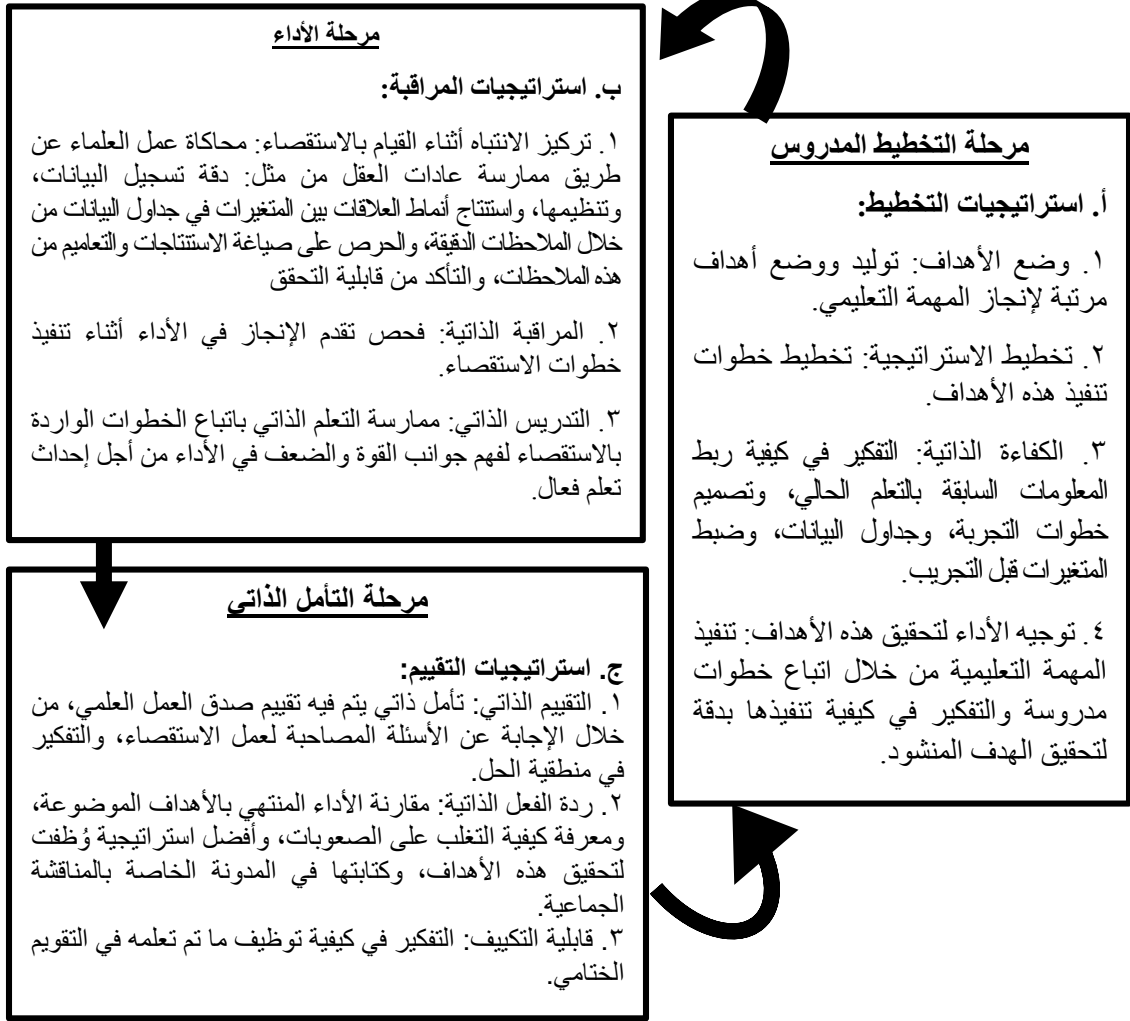 مرحلة التخطيط المدروس
أ. استراتيجيات التخطيط:
١. وضع الأهداف: توليد ووضع أهداف
مرتبة لإنجاز المهمة التعليمي.
٢. تخطيط الاستراتيجية: تخطيط خطوات
تنفيذ هذه الأهداف.
٣. الكفاءة الذاتية: التفكير في كيفية ربط
المعلومات السابقة بالتعلم الحالي، وتصميم
خطوات التجربة، وجداول البيانات، وضبط
المتغيرات قبل التجريب.
٤. توجيه الأداء لتحقيق هذه الأهداف: تنفيذ
المهمة التعليمية من خلال اتباع خطوات
مدروسة والتفكير في كيفية تنفيذها بدقة
لتحقيق الهدف المنشود.
مرحلة الأداء
ب. استراتيجيات المراقبة:
١. تركيز الانتباه أثناء القيام بالاستقصاء: محاكاة عمل العلماء عن
طريق ممارسة عادات العقل من مثل: دقة تسجيل البيانات،
وتنظيمها، واستنتاج أنماط العلاقات بين المتغيرات في جداول البيانات من
خلال الملاحظات الدقيقة، والحرص على صياغة الاستنتاجات والتعاميم من
هذه الملاحظات، والتأكد من قابلية التحقق
٢. المراقبة الذاتية: فحص تقدم الإنجاز في الأداء أثناء تنفيذ
خطوات الاستقصاء.
٣. التدريس الذاتي: ممارسة التعلم الذاتي باتباع الخطوات الواردة
بالاستقصاء لفهم جوانب القوة والضعف في الأداء من أجل إحداث
تعلم فعال.
مرحلة التأمل الذاتي
ج. استراتيجيات التقييم:
١. التقييم الذاتي: تأمل ذاتي يتم فيه تقييم صدق العمل العلمي، من
خلال الإجابة عن الأسئلة المصاحبة لعمل الاستقصاء، والتفكير
في منطقية الحل.
٢. ردة الفعل الذاتية: مقارنة الأداء المنتهي بالأهداف الموضوعة،
ومعرفة كيفية التغلب على الصعوبات، وأفضل استراتيجية وُظفت
لتحقيق هذه الأهداف، وكتابتها في المدونة الخاصة بالمناقشة
الجماعية.
٣. قابلية التكييف: التفكير في كيفية توظيف ما تم تعلمه في التقويم
الختامي.